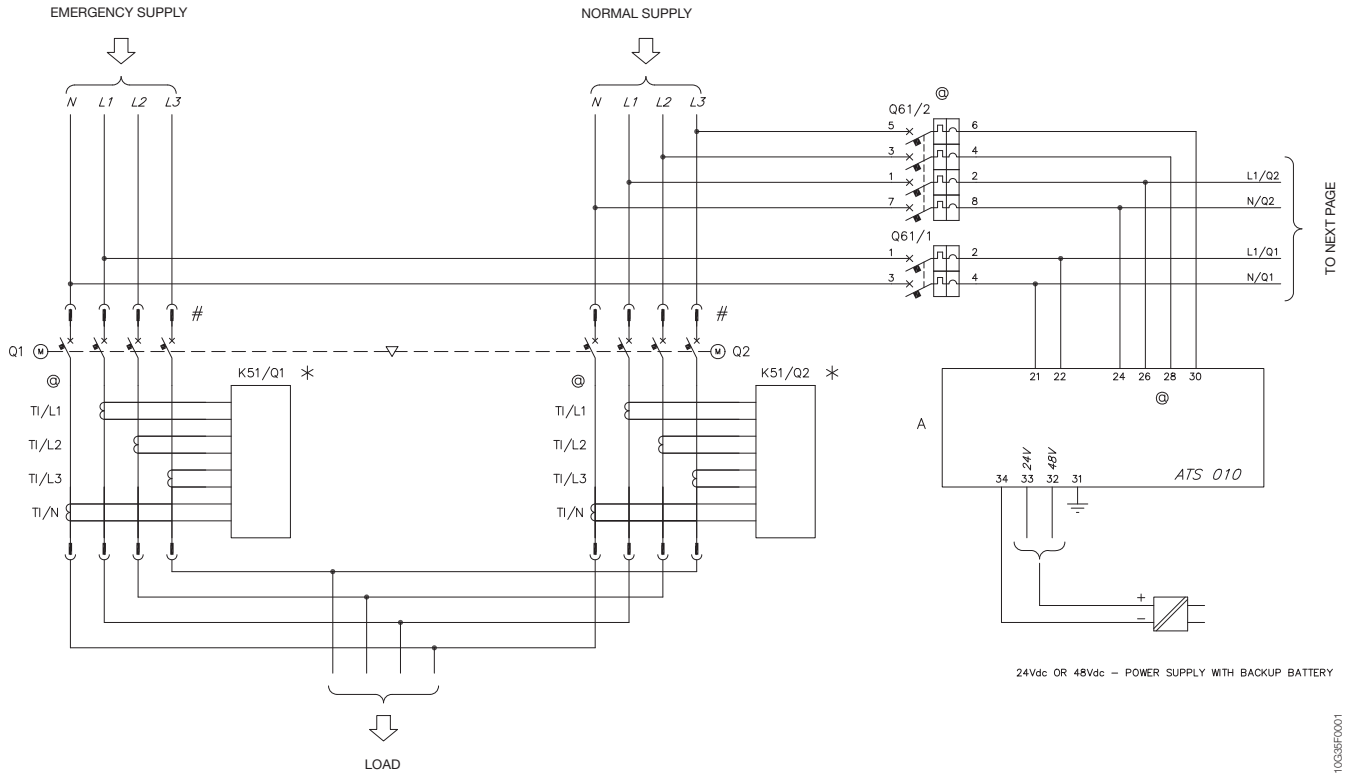 EMERGENCY SUPPLY
NORMAL SUPPLY
N L1 L2 L3
N L1 L2 L3
@
Q61/2
5 6
3 4
1 2 L1/Q2
7 8 N/Q2
Q61/1
1 2 L1/Q1
3 4 N/Q1
TO NEXT PAGE
# #
Q1 M M Q2
@ K51/Q1 * @ K51/Q2 *
21 22 24 26 28 30
@
TI/L1 TI/L1
A
TI/L2 TI/L2
24V 48V
ATS 010
TI/L3 TI/L3
34 33 32 31
TI/N TI/N
+
−
24Vdc OR 48Vdc – POWER SUPPLY WITH BACKUP BATTERY
LOAD
10G35F0001